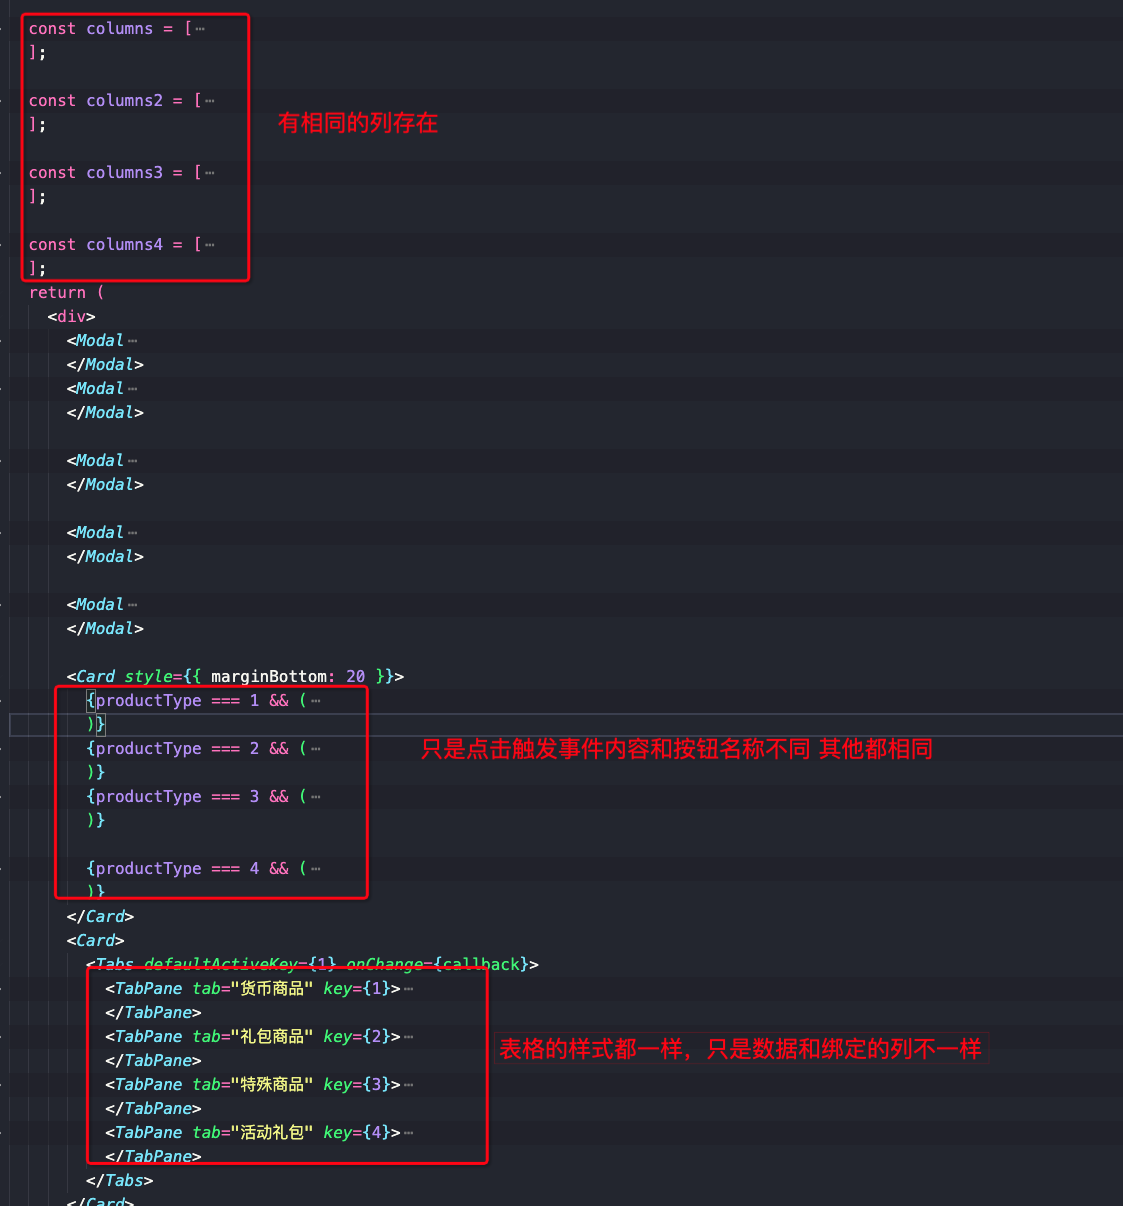 const columns = [⋯
];
const columns2 = [⋯
];
有相同的列存在
const columns3 = [⋯
];
const columns4 = [⋯
];
return (
<div>
<Modal⋯
</Modal>
<Modal⋯
</Modal>
<Modal⋯
</Modal>
<Modal⋯
</Modal>
<Modal⋯
</Modal>
<Card style={{ marginBottom: 20 }}>
{productType === 1 && (⋯
)}
{productType === 2 && (⋯
只是点击触发事件内容和按钮名称不同 其他都相同
)}
{productType === 3 && (⋯
)}
{productType === 4 && (⋯
)}
</Card>
<Card>
<Tabs defaultActiveKey={1} onChange={callback}>
<TabPane tab="货币商品" key={1}>⋯
</TabPane>
<TabPane tab="礼包商品" key={2}>⋯
表格的样式都一样，只是数据和绑定的列不一样
</TabPane>
<TabPane tab="特殊商品" key={3}>⋯
</TabPane>
<TabPane tab="活动礼包" key={4}>⋯
</TabPane>
</Tabs>
</Card>